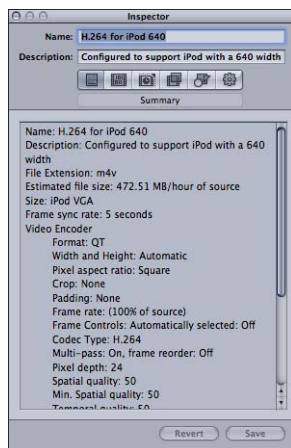 Inspector
Name: H.264 for iPod 640
Description: Configured to support iPod with a 640 width
Summary
Name: H.264 for iPod 640
Description: Configured to support iPod with a 640
width
File Extension: m4v
Estimated file size: 472.51 MB/hour of source
Size: iPod VGA
Frame sync rate: 5 seconds
Video Encoder
Format: QT
Width and Height: Automatic
Pixel aspect ratio: Square
Crop: None
Padding: None
Frame rate: (100% of source)
Frame Controls: Automatically selected: Off
Codec Type: H.264
Multi-pass: On, frame reorder: Off
Pixel depth: 24
Spatial quality: 50
Min. Spatial quality: 50
Temporal quality: 50
Revert Save